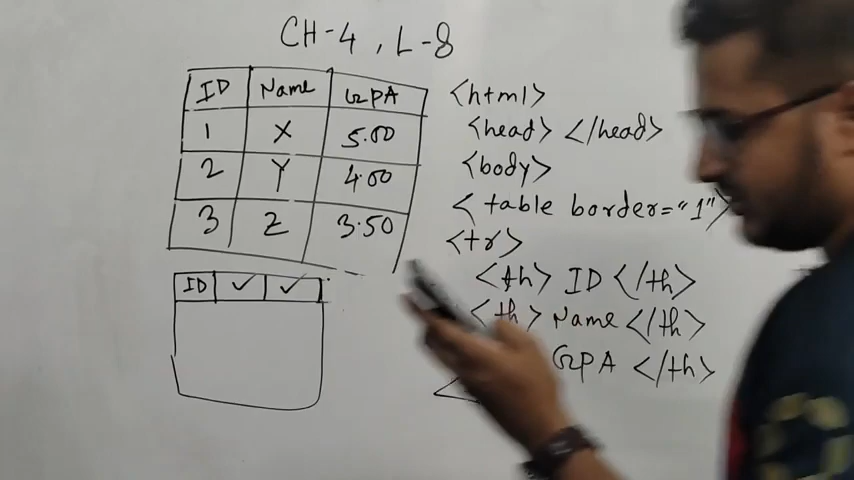 CH-4, L-8
ID Name GPA
1 X 5.00
2 Y 4.00
3 Z 3.50
ID ✓ ✓
<html>
<head> </head>
<body>
<table border="1">
<tr>
<th> ID </th>
<th> Name </th>
GPA </th>